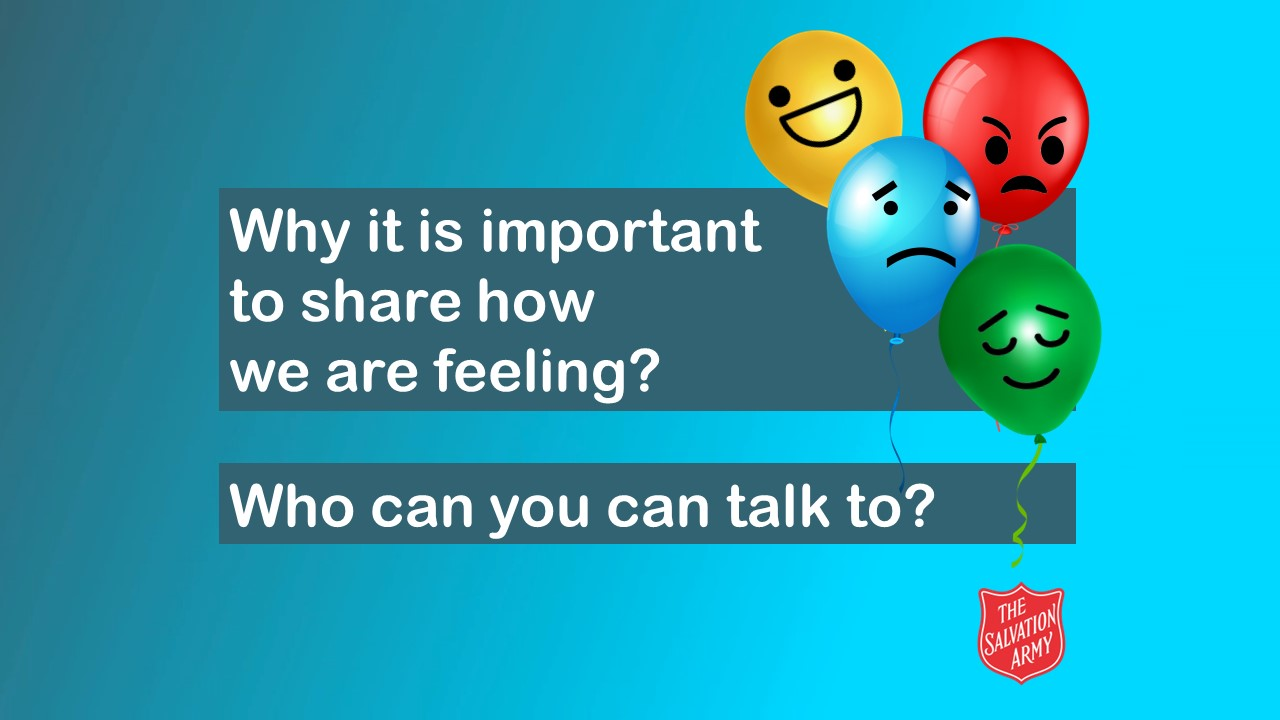 Why it is important
to share how
we are feeling?
Who can you can talk to?
THE
SALVATION
ARMY